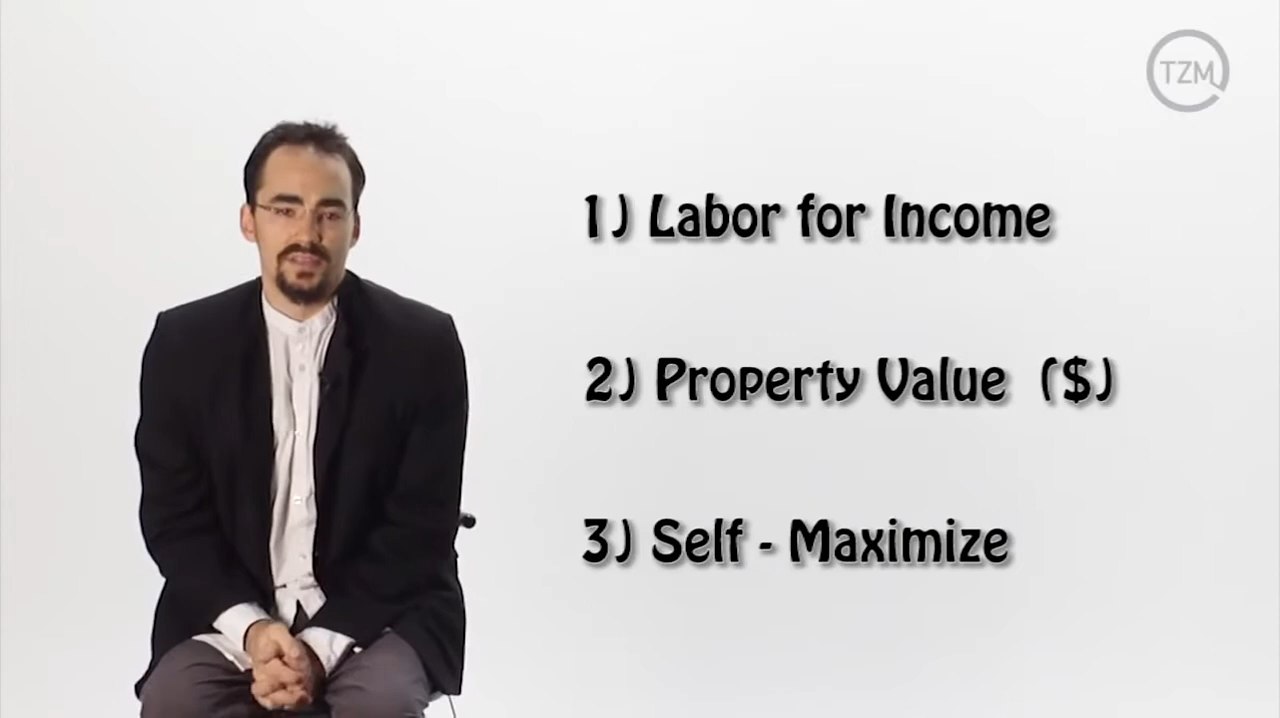 TZM
1) Labor for Income
2) Property Value ($)
3) Self - Maximize